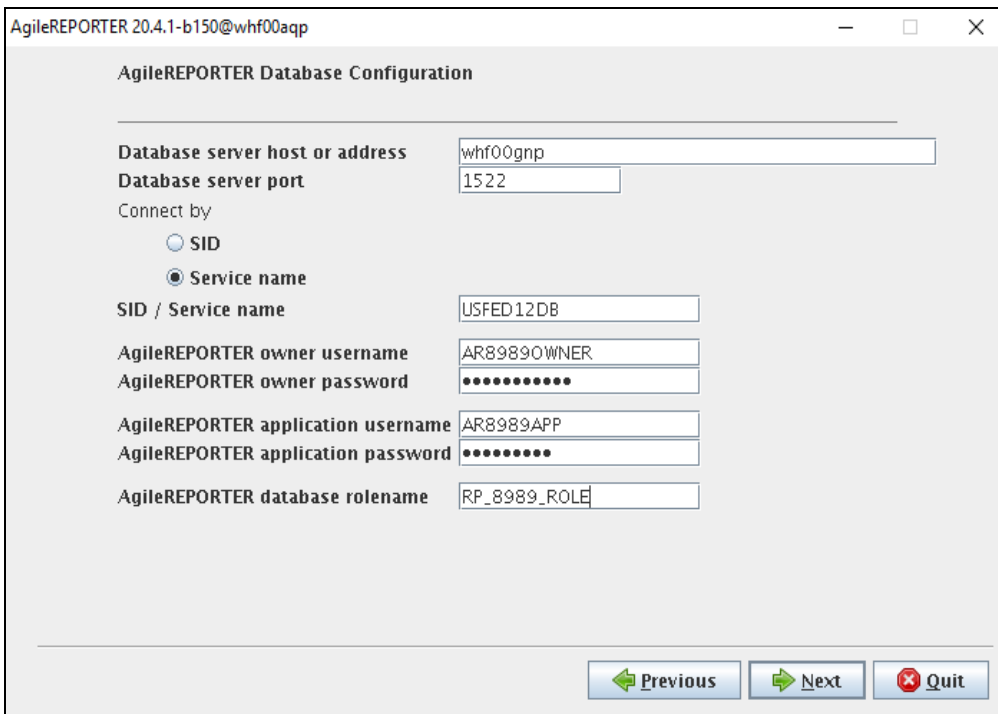 AgileREPORTER 20.4.1-b150@whf00aqp
AgileREPORTER Database Configuration
Database server host or address whf00gnp
Database server port 1522
Connect by
SID
Service name
SID / Service name USFED12DB
AgileREPORTER owner username AR8989OWNER
AgileREPORTER owner password •••••••••••
AgileREPORTER application username AR8989APP
AgileREPORTER application password •••••••••
AgileREPORTER database rolename RP_8989_ROLE
Previous Next Quit